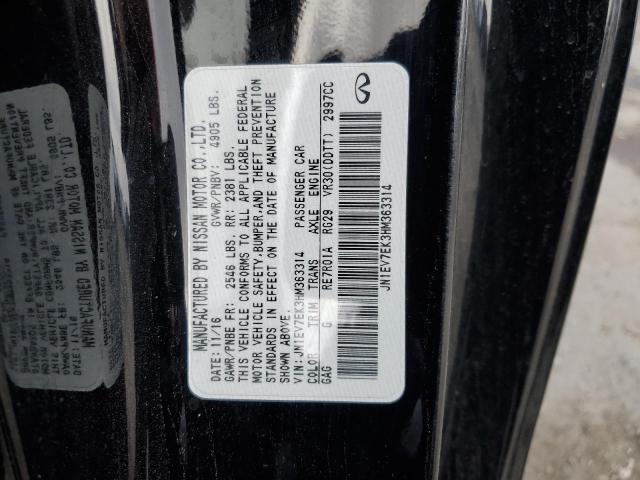 MANUFACTURED BY NISSAN MOTOR CO.,LTD.
DATE: 11/16 GVWR/PNBV: 4905 LBS.
GAWR/PNBE FR: 2546 LBS. RR: 2381 LBS.
THIS VEHICLE CONFORMS TO ALL APPLICABLE FEDERAL
MOTOR VEHICLE SAFETY,BUMPER,AND THEFT PREVENTION
STANDARDS IN EFFECT ON THE DATE OF MANUFACTURE
SHOWN ABOVE.
VIN: JN1EV7EK3HM363314 PASSENGER CAR
COLOR TRIM TRANS AXLE ENGINE
GAG G RE7R01A RG29 VR30(DDTT) 2997CC
JN1EV7EK3HM363314